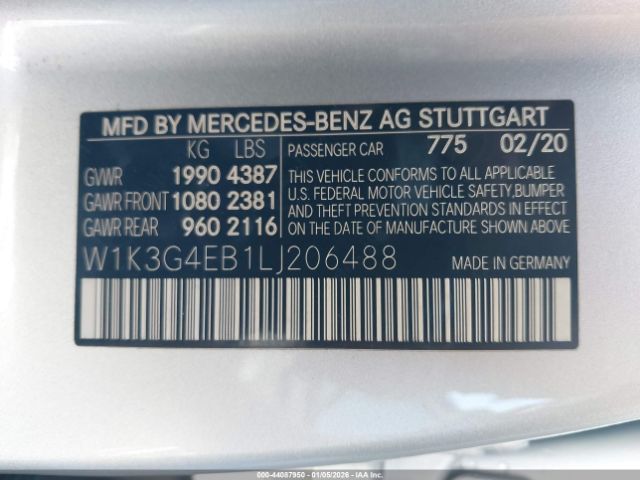 MFD BY MERCEDES-BENZ AG STUTTGART
KG LBS
GVWR 1990 4387
GAWR FRONT 1080 2381
GAWR REAR 960 2116
PASSENGER CAR 775 02/20
THIS VEHICLE CONFORMS TO ALL APPLICABLE
U.S. FEDERAL MOTOR VEHICLE SAFETY,BUMPER
AND THEFT PREVENTION STANDARDS IN EFFECT
ON THE DATE OF MANUFACTURE SHOWN ABOVE
W1K3G4EB1LJ206488 MADE IN GERMANY
000-44087950 - 01/05/2026 - IAAI.COM